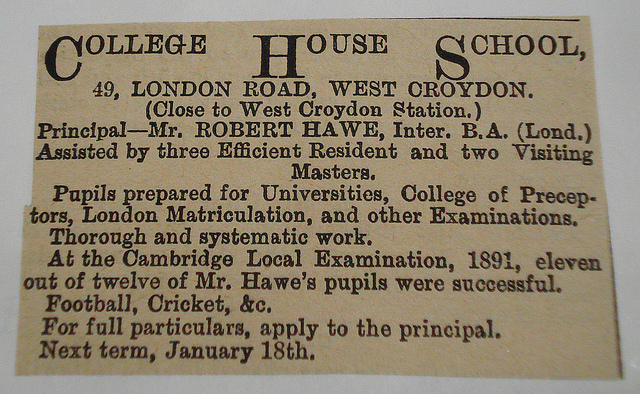 COLLEGE HOUSE SCHOOL,
49, LONDON ROAD, WEST CROYDON.
(Close to West Croydon Station.)
Principal—Mr. ROBERT HAWE, Inter. B.A. (Lond.)
Assisted by three Efficient Resident and two Visiting
Masters.
Pupils prepared for Universities, College of Precep-
tors, London Matriculation, and other Examinations.
Thorough and systematic work.
At the Cambridge Local Examination, 1891, eleven
out of twelve of Mr. Hawe's pupils were successful.
Football, Cricket, &c.
For full particulars, apply to the principal.
Next term, January 18th.